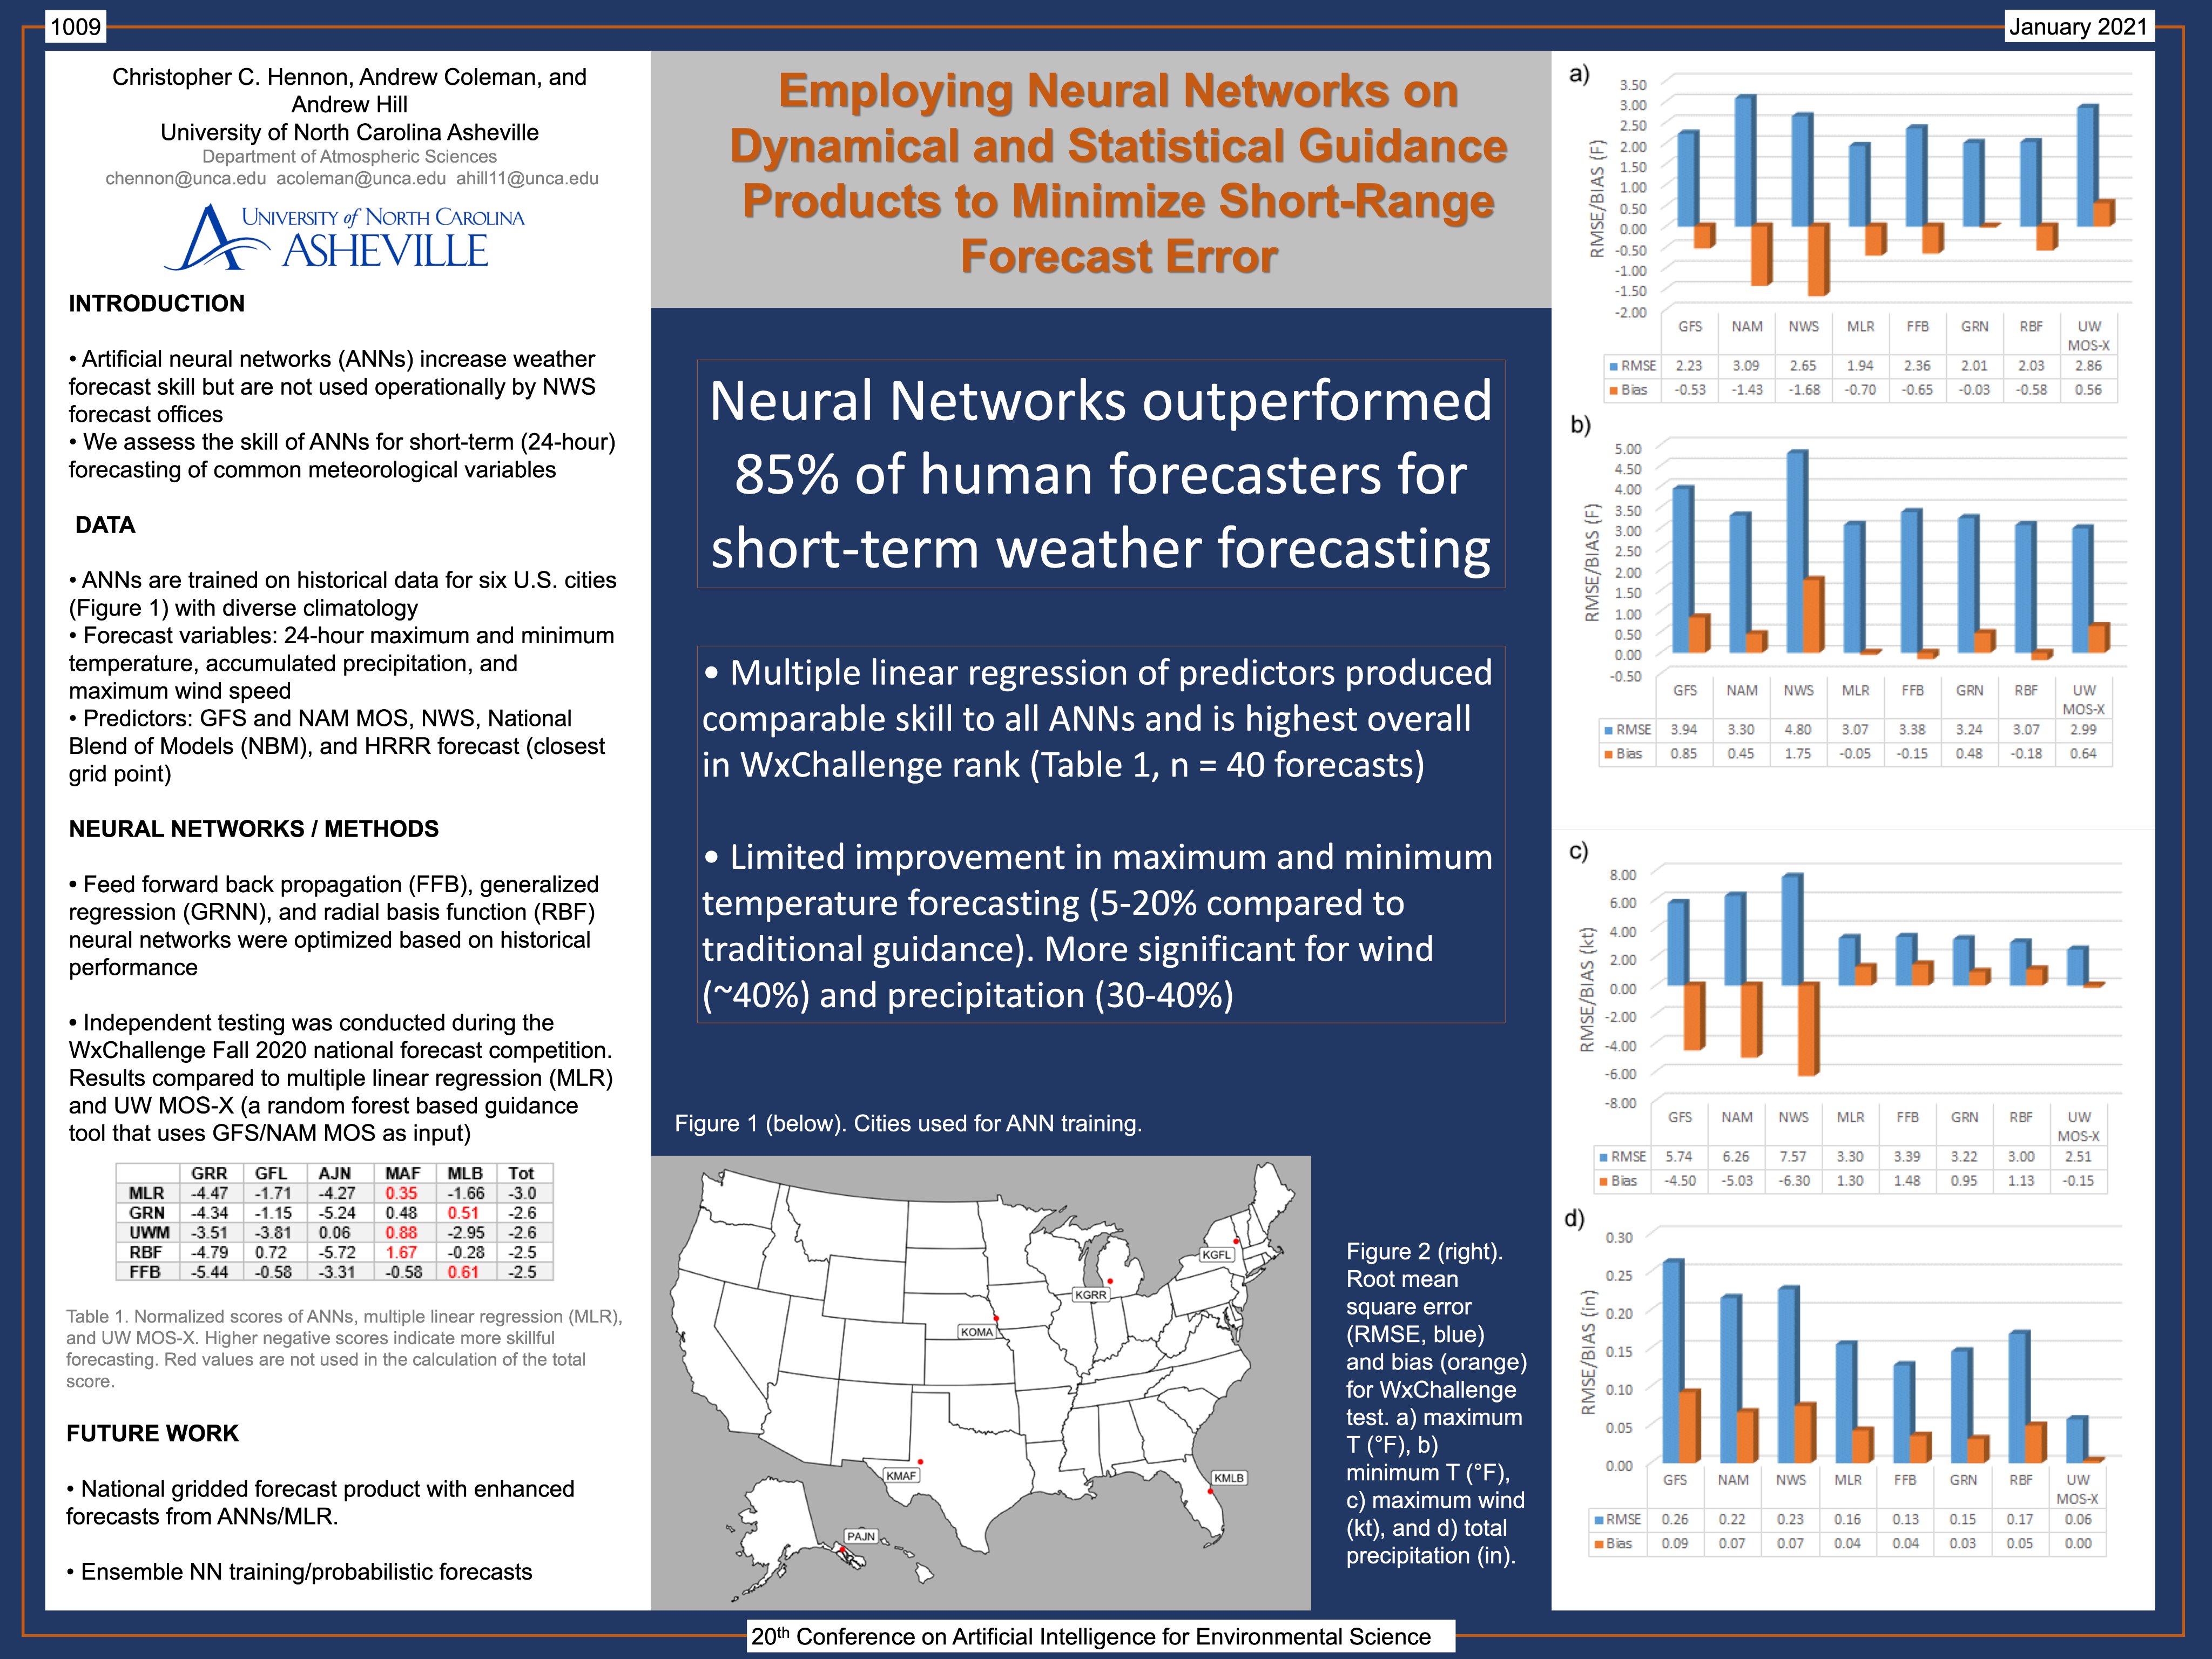 1009
January 2021
Christopher C. Hennon, Andrew Coleman, and
Andrew Hill
University of North Carolina Asheville
Department of Atmospheric Sciences
chennon@unca.edu acoleman@unca.edu ahill11@unca.edu
UNIVERSITY of NORTH CAROLINA
ASHEVILLE
INTRODUCTION
• Artificial neural networks (ANNs) increase weather
forecast skill but are not used operationally by NWS
forecast offices
• We assess the skill of ANNs for short-term (24-hour)
forecasting of common meteorological variables
DATA
• ANNs are trained on historical data for six U.S. cities
(Figure 1) with diverse climatology
• Forecast variables: 24-hour maximum and minimum
temperature, accumulated precipitation, and
maximum wind speed
• Predictors: GFS and NAM MOS, NWS, National
Blend of Models (NBM), and HRRR forecast (closest
grid point)
NEURAL NETWORKS / METHODS
• Feed forward back propagation (FFB), generalized
regression (GRNN), and radial basis function (RBF)
neural networks were optimized based on historical
performance
• Independent testing was conducted during the
WxChallenge Fall 2020 national forecast competition.
Results compared to multiple linear regression (MLR)
and UW MOS-X (a random forest based guidance
tool that uses GFS/NAM MOS as input)
GRR GFL AJN MAF MLB Tot
MLR -4.47 -1.71 -4.27 0.35 -1.66 -3.0
GRN -4.34 -1.15 -5.24 0.48 0.51 -2.6
UWM -3.51 -3.81 0.06 0.88 -2.95 -2.6
RBF -4.79 0.72 -5.72 1.67 -0.28 -2.5
FFB -5.44 -0.58 -3.31 -0.58 0.61 -2.5
Table 1. Normalized scores of ANNs, multiple linear regression (MLR),
and UW MOS-X. Higher negative scores indicate more skillful
forecasting. Red values are not used in the calculation of the total
score.
FUTURE WORK
• National gridded forecast product with enhanced
forecasts from ANNs/MLR.
• Ensemble NN training/probabilistic forecasts
Employing Neural Networks on
Dynamical and Statistical Guidance
Products to Minimize Short-Range
Forecast Error
Neural Networks outperformed
85% of human forecasters for
short-term weather forecasting
• Multiple linear regression of predictors produced
comparable skill to all ANNs and is highest overall
in WxChallenge rank (Table 1, n = 40 forecasts)
• Limited improvement in maximum and minimum
temperature forecasting (5-20% compared to
traditional guidance). More significant for wind
(~40%) and precipitation (30-40%)
Figure 1 (below). Cities used for ANN training.
KGFL
KGRR
KOMA
KMAF
KMLB
PAJN
Figure 2 (right).
Root mean
square error
(RMSE, blue)
and bias (orange)
for WxChallenge
test. a) maximum
T (°F), b)
minimum T (°F),
c) maximum wind
(kt), and d) total
precipitation (in).
a)
RMSE/BIAS (F)
3.50
3.00
2.50
2.00
1.50
1.00
0.50
0.00
-0.50
-1.00
-1.50
-2.00
GFS NAM NWS MLR FFB GRN RBF UW
MOS-X
RMSE 2.23 3.09 2.65 1.94 2.36 2.01 2.03 2.86
Bias -0.53 -1.43 -1.68 -0.70 -0.65 -0.03 -0.58 0.56
b)
RMSE/BIAS (F)
5.00
4.50
4.00
3.50
3.00
2.50
2.00
1.50
1.00
0.50
0.00
-0.50
GFS NAM NWS MLR FFB GRN RBF UW
MOS-X
RMSE 3.94 3.30 4.80 3.07 3.38 3.24 3.07 2.99
Bias 0.85 0.45 1.75 -0.05 -0.15 0.48 -0.18 0.64
c)
RMSE/BIAS (kt)
8.00
6.00
4.00
2.00
0.00
-2.00
-4.00
-6.00
-8.00
GFS NAM NWS MLR FFB GRN RBF UW
MOS-X
RMSE 5.74 6.26 7.57 3.30 3.39 3.22 3.00 2.51
Bias -4.50 -5.03 -6.30 1.30 1.48 0.95 1.13 -0.15
d)
RMSE/BIAS (in)
0.30
0.25
0.20
0.15
0.10
0.05
0.00
GFS NAM NWS MLR FFB GRN RBF UW
MOS-X
RMSE 0.26 0.22 0.23 0.16 0.13 0.15 0.17 0.06
Bias 0.09 0.07 0.07 0.04 0.04 0.03 0.05 0.00
20th Conference on Artificial Intelligence for Environmental Science